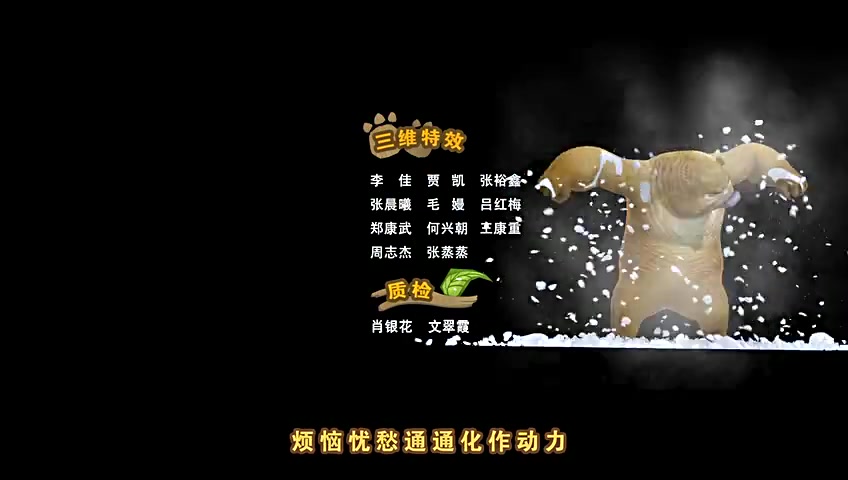 三维特效
李佳 贾凯 张裕鑫
张晨曦 毛嫚 吕红梅
郑康武 何兴朝 王康重
周志杰 张蒸蒸
质检
肖银花 文翠霞
烦恼忧愁通通化作动力